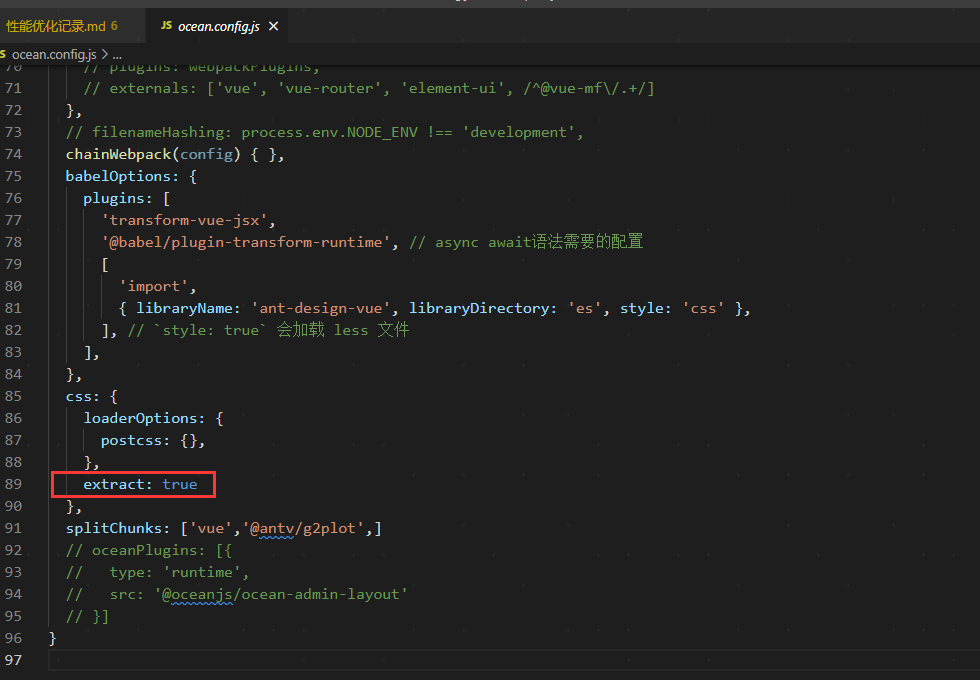 性能优化记录.md 6
JS ocean.config.js ×
S ocean.config.js > ...
70 // plugins: webpackPlugins,
71 // externals: ['vue', 'vue-router', 'element-ui', /^@vue-mf\/.+/]
72 },
73 // filenameHashing: process.env.NODE_ENV !== 'development',
74 chainWebpack(config) { },
75 babelOptions: {
76 plugins: [
77 'transform-vue-jsx',
78 '@babel/plugin-transform-runtime', // async await语法需要的配置
79 [
80 'import',
81 { libraryName: 'ant-design-vue', libraryDirectory: 'es', style: 'css' },
82 ], // `style: true` 会加载 less 文件
83 ],
84 },
85 css: {
86 loaderOptions: {
87 postcss: {},
88 },
89 extract: true
90 },
91 splitChunks: ['vue','@antv/g2plot',]
92 // oceanPlugins: [{
93 // type: 'runtime',
94 // src: '@oceanjs/ocean-admin-layout'
95 // }]
96 }
97